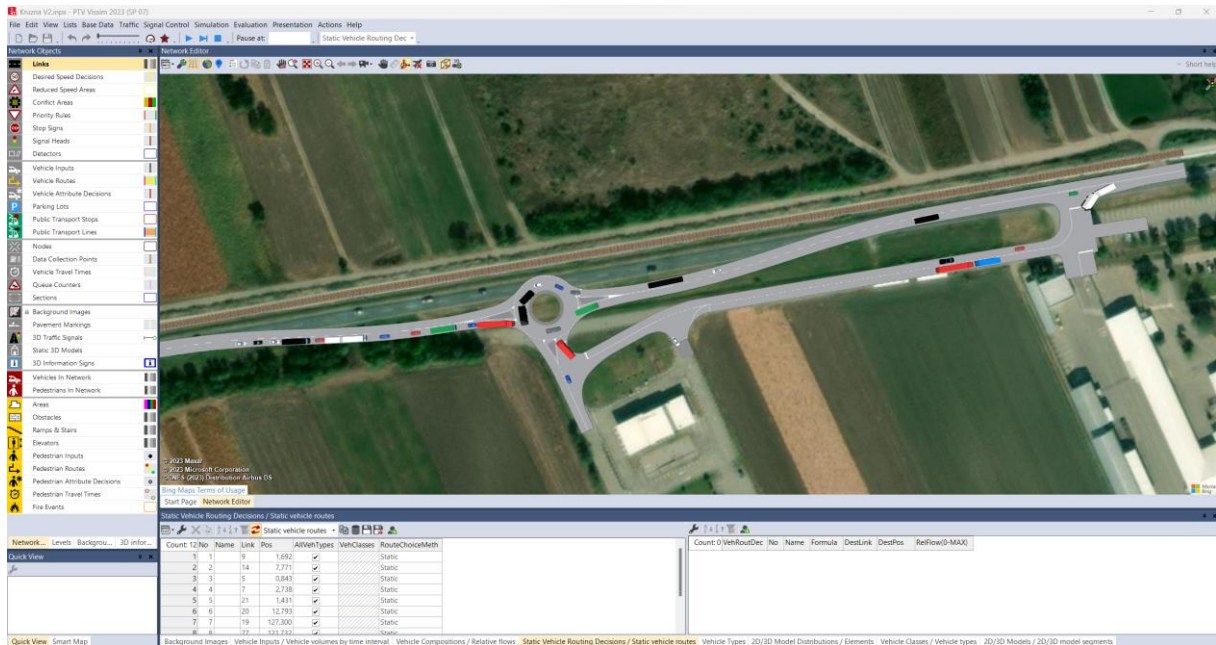 Kruzna V2.inpx - PTV Vissim 2023 (SP 07)
File Edit View Lists Base Data Traffic Signal Control Simulation Evaluation Presentation Actions Help
Pause at: Static Vehicle Routing Dec
Network Objects
Links
Desired Speed Decisions
Reduced Speed Areas
Conflict Areas
Priority Rules
Stop Signs
Signal Heads
Detectors
Vehicle Inputs
Vehicle Routes
Vehicle Attribute Decisions
Parking Lots
Public Transport Stops
Public Transport Lines
Nodes
Data Collection Points
Vehicle Travel Times
Queue Counters
Sections
Background Images
Pavement Markings
3D Traffic Signals
Static 3D Models
3D Information Signs
Vehicles In Network
Pedestrians In Network
Areas
Obstacles
Ramps & Stairs
Elevators
Pedestrian Inputs
Pedestrian Routes
Pedestrian Attribute Decisions
Pedestrian Travel Times
Fire Events
Network... Levels Backgrou... 3D infor...
Quick View
Quick View Smart Map
Network Editor
Short help
© 2023 Maxar
© 2023 Microsoft Corporation
©CNES (2023) Distribution Airbus DS
Bing Maps Terms of Usage
Start Page Network Editor
Static Vehicle Routing Decisions / Static vehicle routes
Static vehicle routes
Count: 12 No Name Link Pos AllVehTypes VehClasses RouteChoiceMeth
1 1 9 1,692 Static
2 2 14 7,771 Static
3 3 5 0,843 Static
4 4 7 2,738 Static
5 5 21 1,431 Static
6 6 20 12,793 Static
7 7 19 127,300 Static
Count: 0 VehRoutDec No Name Formula DestLink DestPos RelFlow(0-MAX)
Background Images Vehicle Inputs / Vehicle volumes by time interval Vehicle Compositions / Relative flows Static Vehicle Routing Decisions / Static vehicle routes Vehicle Types 2D/3D Model Distributions / Elements Vehicle Classes / Vehicle types 2D/3D Models / 2D/3D model segments